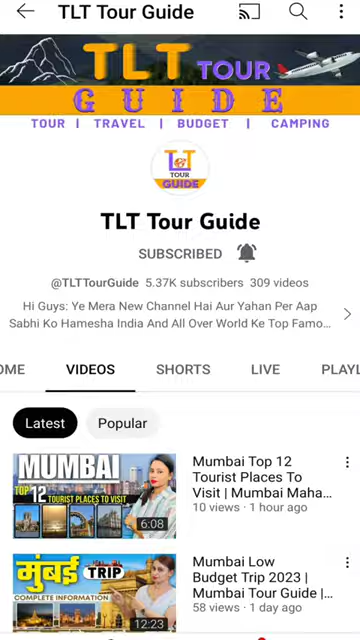 TLT Tour Guide
TLT TOUR
GUIDE
TOUR | TRAVEL | BUDGET | CAMPING
TOUR
GUIDE
TLT Tour Guide
SUBSCRIBED
@TLTTourGuide 5.37K subscribers 309 videos
Hi Guys: Ye Mera New Channel Hai Aur Yahan Per Aap
Sabhi Ko Hamesha India And All Over World Ke Top Famo...
OME VIDEOS SHORTS LIVE PLAYL
Latest Popular
MUMBAI
TOP 12 TOURIST PLACES TO VISIT
6:08
Mumbai Top 12
Tourist Places To
Visit | Mumbai Maha...
10 views · 1 hour ago
मुंबई TRIP
COMPLETE INFORMATION
12:23
Mumbai Low
Budget Trip 2023 |
Mumbai Tour Guide |...
58 views · 1 day ago